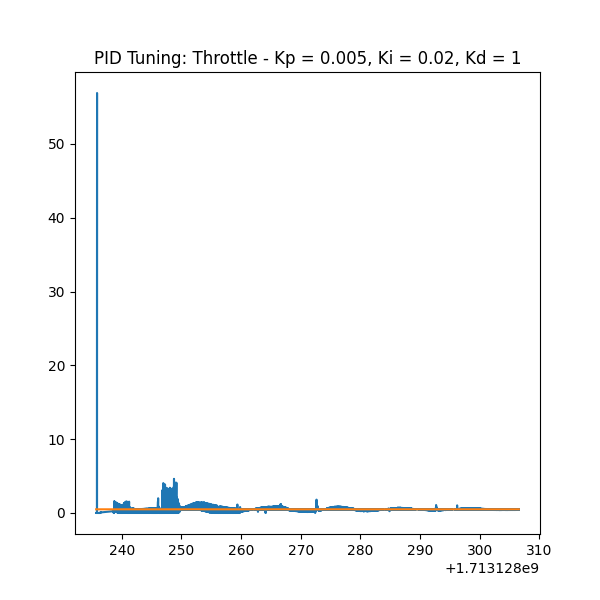 PID Tuning: Throttle - Kp = 0.005, Ki = 0.02, Kd = 1
50
40
30
20
10
0
240 250 260 270 280 290 300 310
+1.713128e9